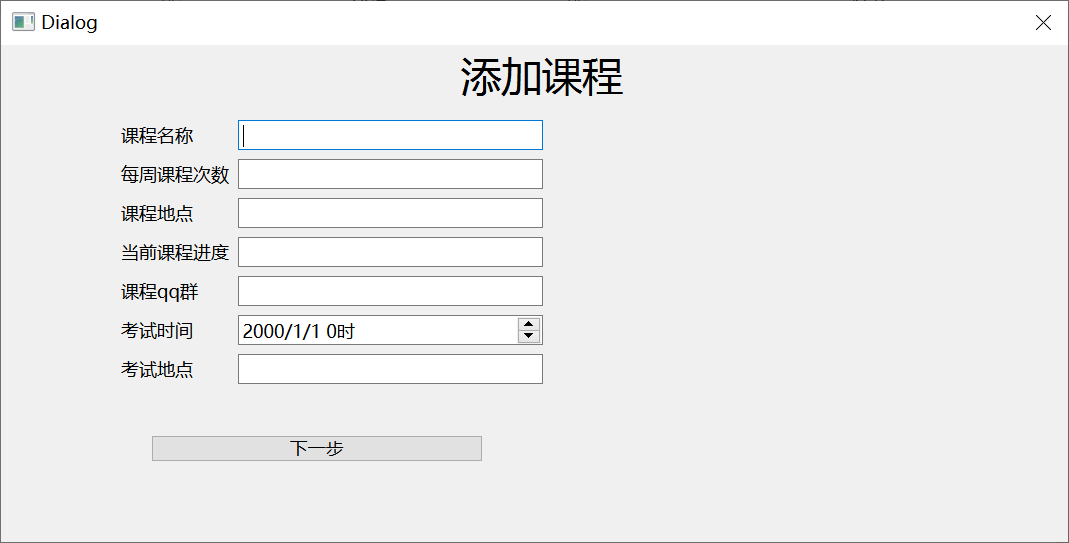 Dialog
添加课程
课程名称
每周课程次数
课程地点
当前课程进度
课程qq群
考试时间 2000/1/1 0时
考试地点
下一步